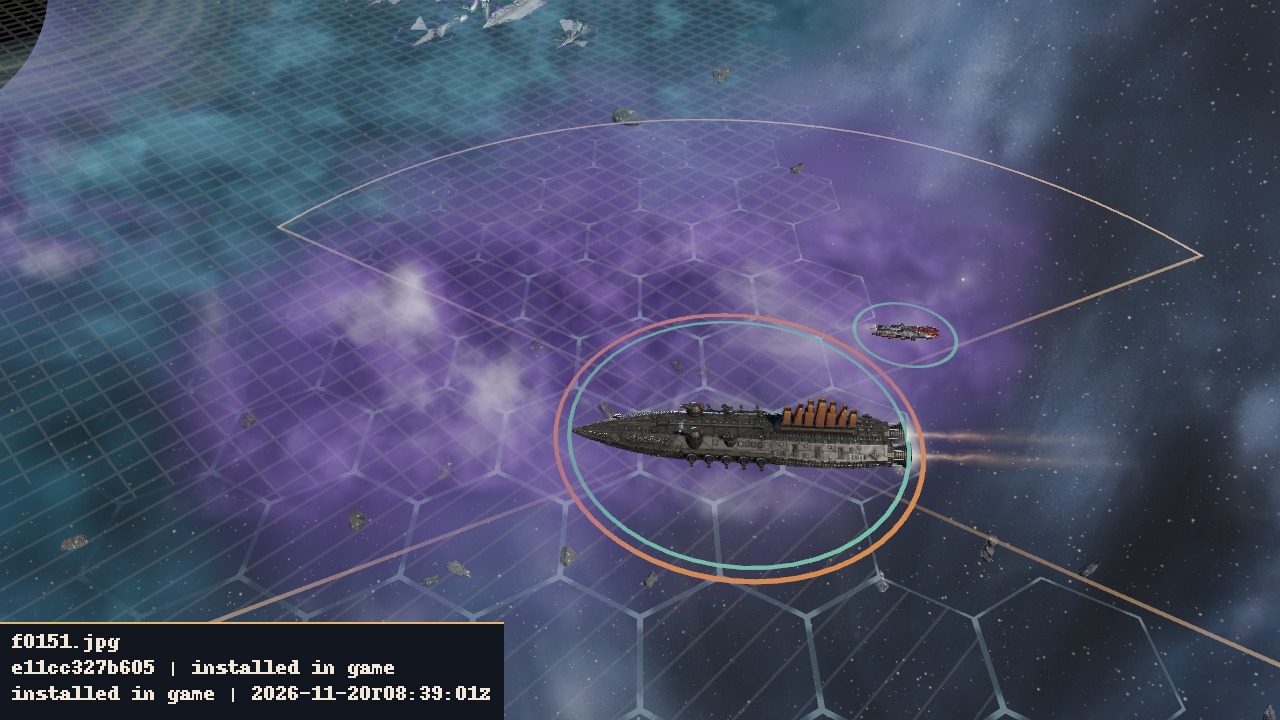 f0151.jpg
e11cc327b605 | installed in game
installed in game | 2026-11-20T08:39:01Z